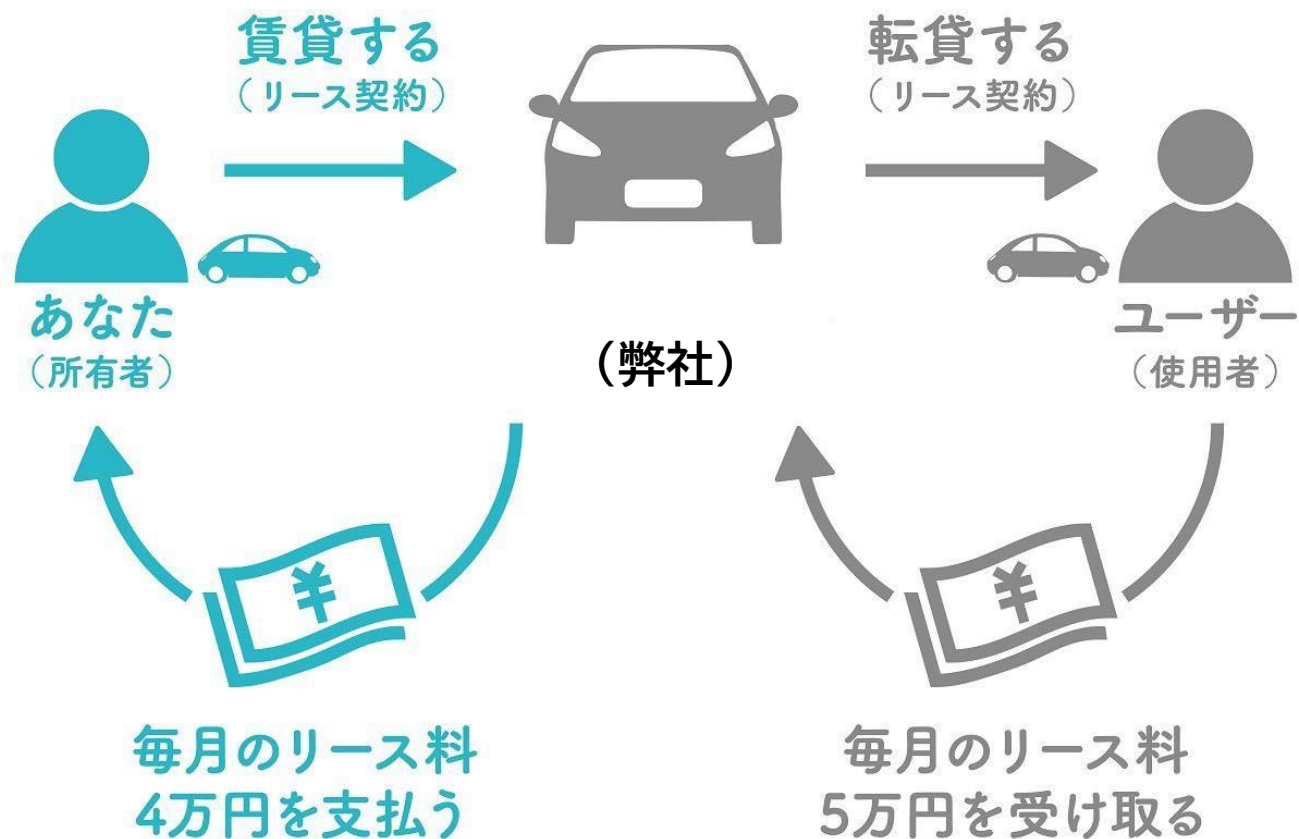 賃貸する
（リース契約）
転貸する
（リース契約）
あなた
（所有者）
（弊社）
ユーザー
（使用者）
¥
¥
毎月のリース料
4万円を支払う
毎月のリース料
5万円を受け取る